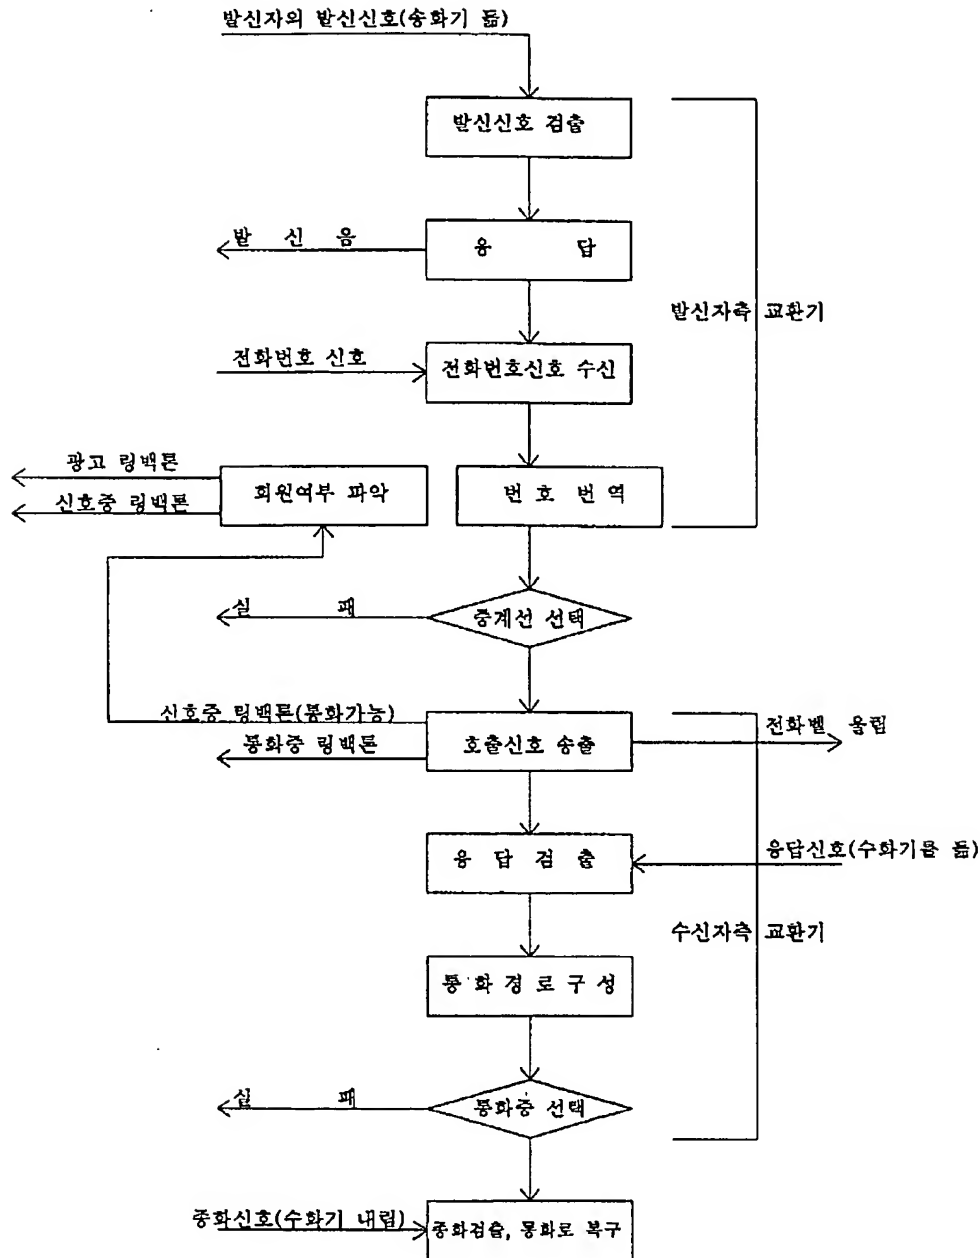 발신자의 발신신호(송화기 듦)
발신신호 검출
발 신 음
응 답
발신자측 교환기
전화번호 신호
전화번호신호 수신
광고 링백톤
신호중 링백톤
회원여부 파악
번 호 번 역
실 패
중계선 선택
신호중 링백톤(통화가능)
통화중 링백톤
호출신호 송출
전화벨 울림
응 답 검 출
응답신호(수화기를 듦)
수신자측 교환기
통 화 경 로 구 성
실 패
통화중 선택
종화신호(수화기 내림)
종화검출, 통화로 복구